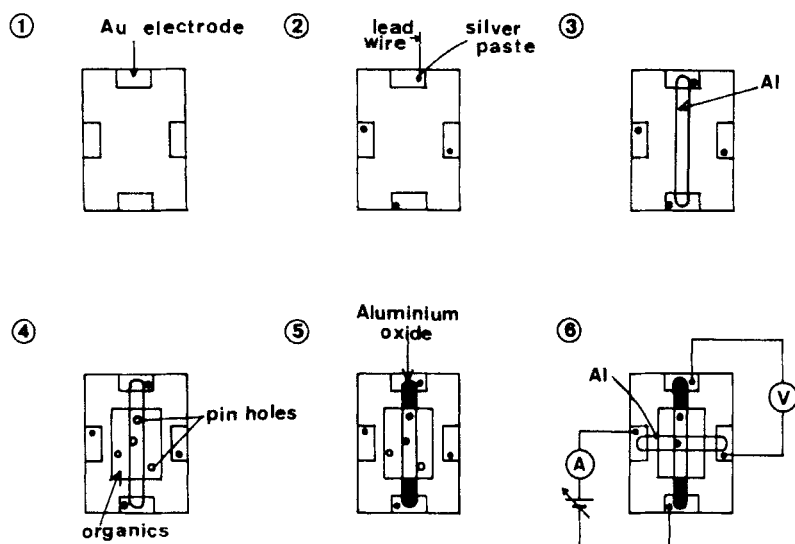 ① ② ③
Au electrode
lead
wire
silver
paste
Al
④ ⑤ ⑥
pin holes
organics
Aluminium
oxide
Al
V
A